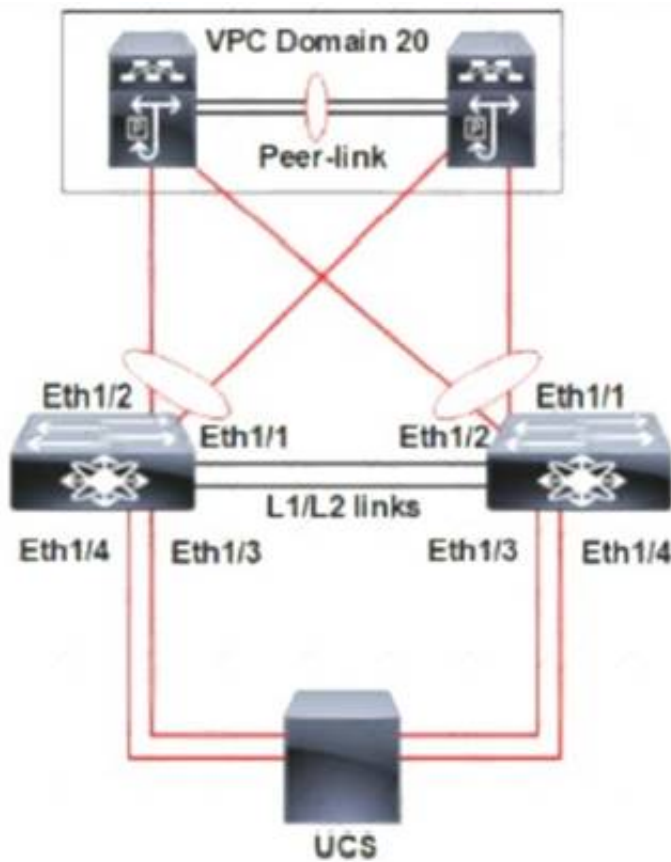 VPC Domain 20
Peer-link
Eth1/2
Eth1/1
Eth1/2
Eth1/1
L1/L2 links
Eth1/4
Eth1/3
Eth1/3
Eth1/4
UCS